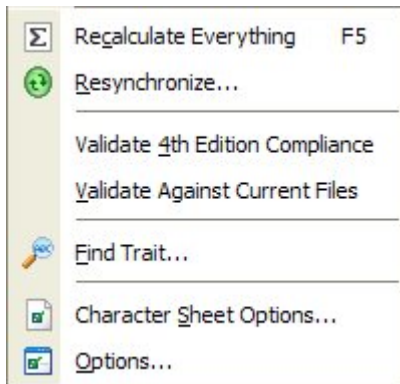 Σ Recalculate Everything F5
Resynchronize...
Validate 4th Edition Compliance
Validate Against Current Files
Find Trait...
Character Sheet Options...
Options...